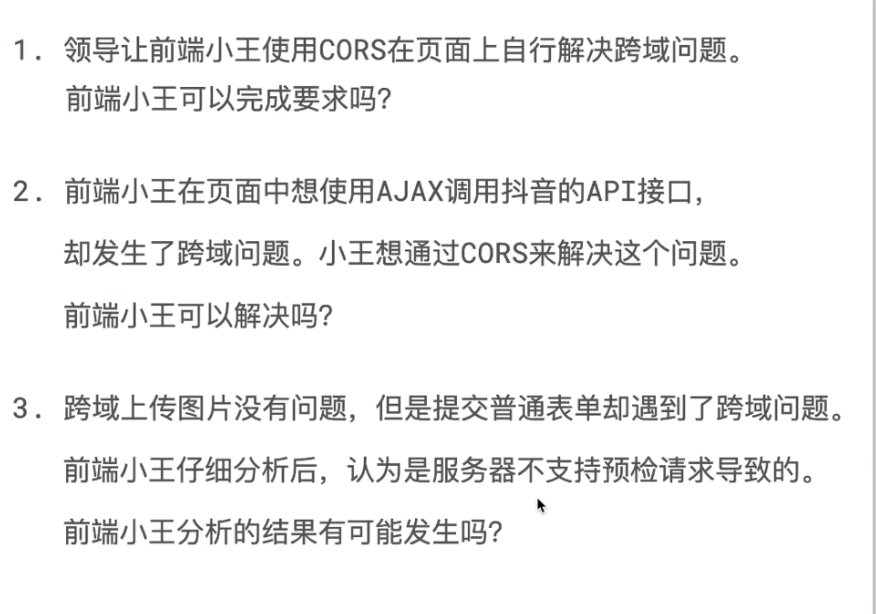 1. 领导让前端小王使用CORS在页面上自行解决跨域问题。
前端小王可以完成要求吗?
2. 前端小王在页面中想使用AJAX调用抖音的API接口,
却发生了跨域问题。小王想通过CORS来解决这个问题。
前端小王可以解决吗?
3. 跨域上传图片没有问题,但是提交普通表单却遇到了跨域问题。
前端小王仔细分析后,认为是服务器不支持预检请求导致的。
前端小王分析的结果有可能发生吗?